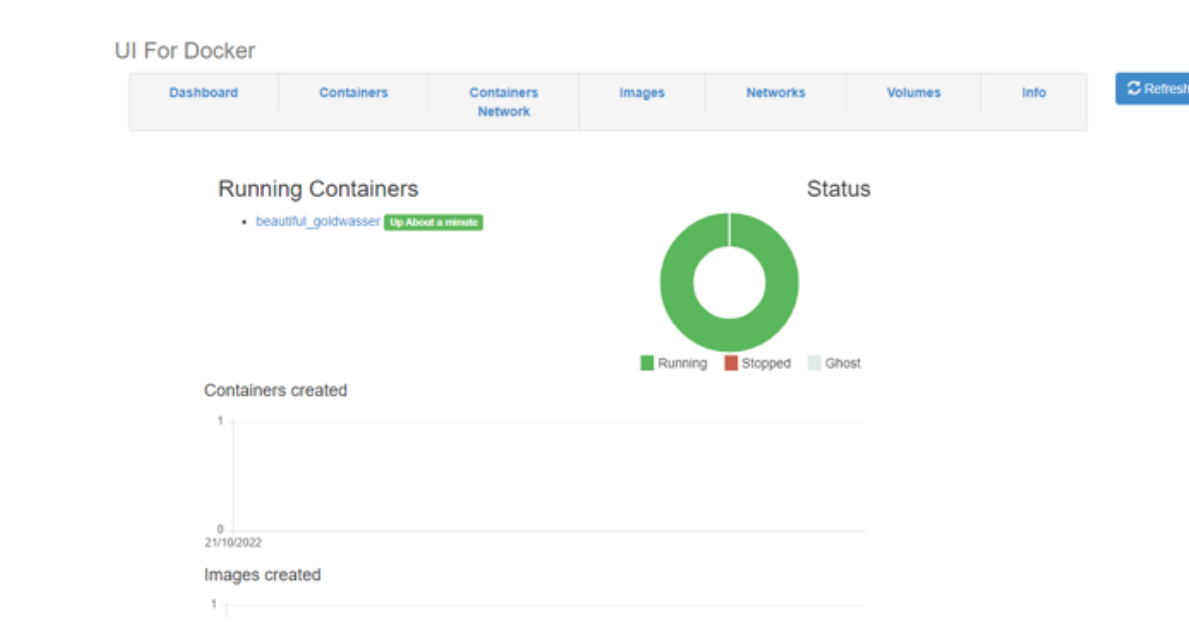 UI For Docker
Dashboard
Containers
Containers
Network
Images
Networks
Volumes
Info
Refresh
Running Containers
beautiful_goldwasser Up About a minute
Status
Running
Stopped
Ghost
Containers created
1
0
21/10/2022
Images created
1